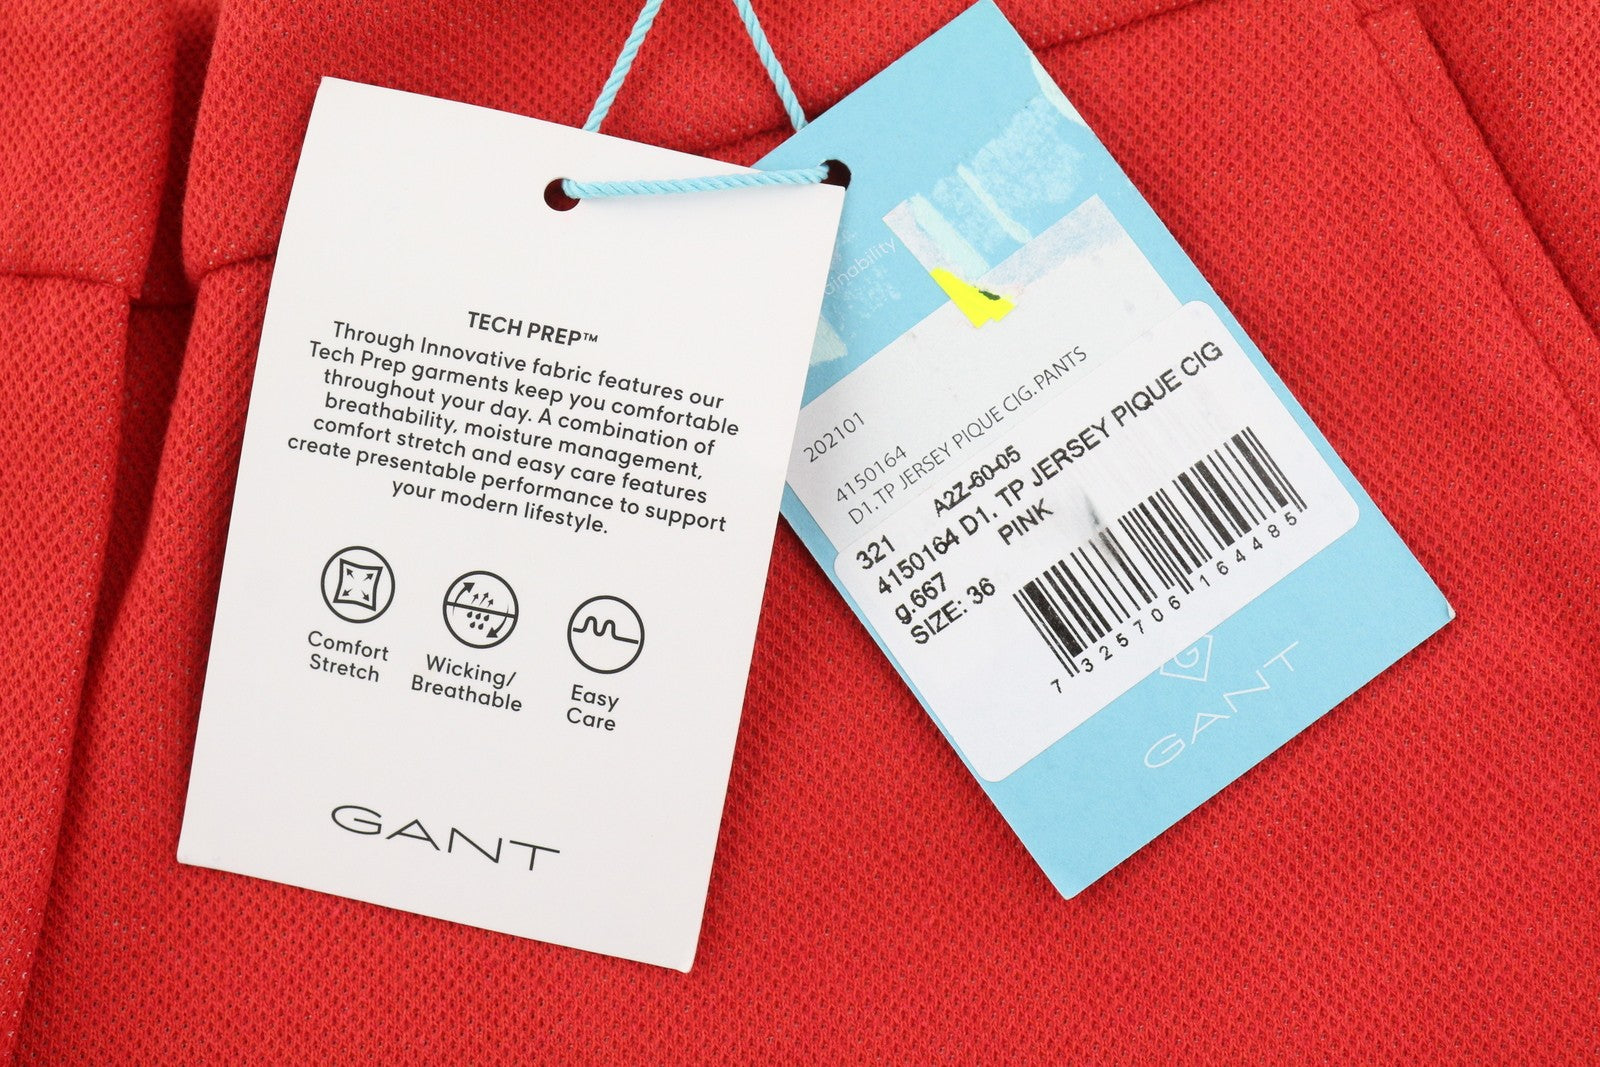 TECH PREP™
Through Innovative fabric features our
Tech Prep garments keep you comfortable
throughout your day. A combination of
breathability, moisture management,
comfort stretch and easy care features
create presentable performance to support
your modern lifestyle.
Comfort
Stretch
Wicking/
Breathable
Easy
Care
GANT
202101
4150164
D1. TP JERSEY PIQUE CIG. PANTS
A2Z-60-05
321
4150164 D1. TP JERSEY PIQUE CIG
g.667
PINK
SIZE: 36
7325706164485
G
GANT